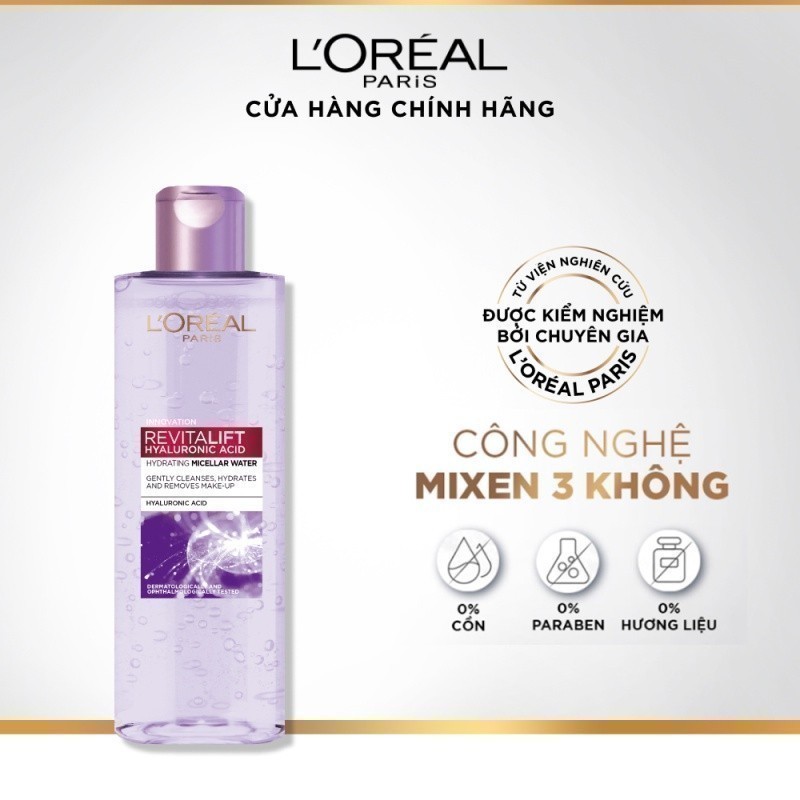 L'ORÉAL
PARiS
CỬA HÀNG CHÍNH HÃNG
L'ORÉAL
PARIS
INNOVATION
REVITALIFT
HYALURONIC ACID
HYDRATING MICELLAR WATER
GENTLY CLEANSES, HYDRATES
AND REMOVES MAKE-UP
HYALURONIC ACID
DERMATOLOGICALLY AND
OPHTHALMOLOGICALLY TESTED
TỪ VIỆN NGHIÊN CỨU
ĐƯỢC KIỂM NGHIỆM
BỞI CHUYÊN GIA
L'ORÉAL PARIS
CÔNG NGHỆ
MIXEN 3 KHÔNG
0%
CỒN
0%
PARABEN
0%
HƯƠNG LIỆU